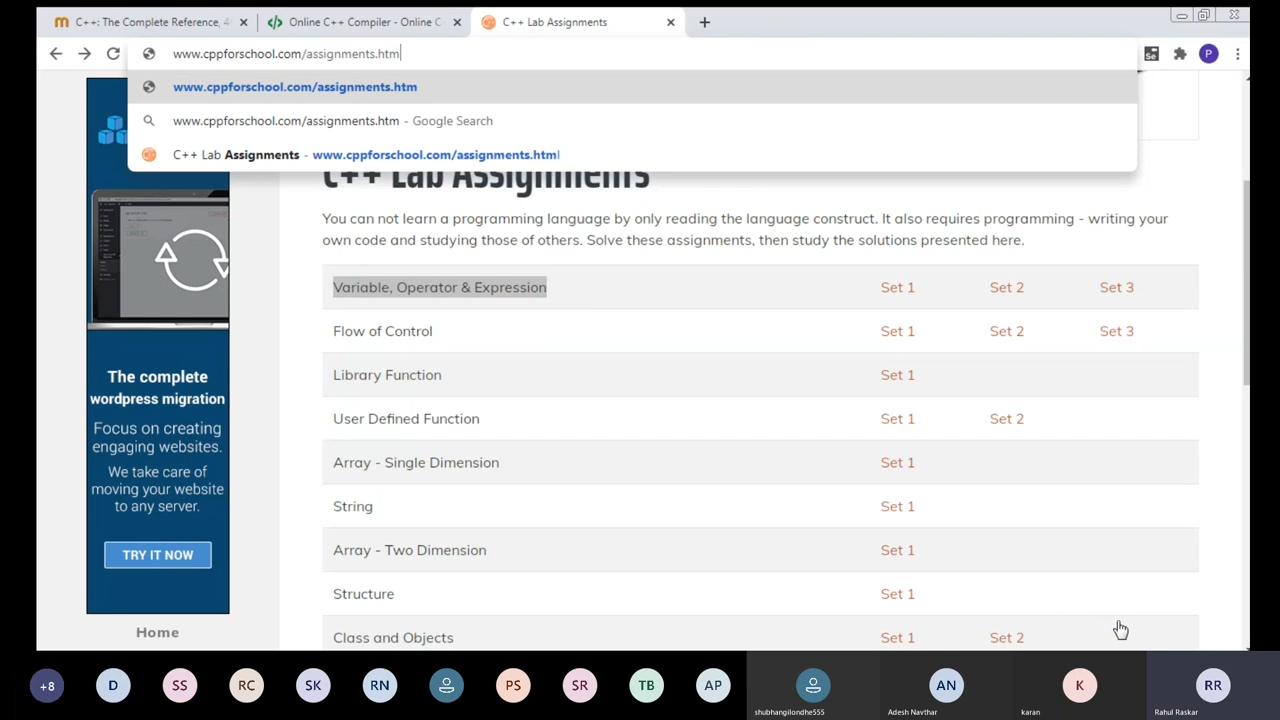 C++: The Complete Reference, 4
Online C++ Compiler - Online C
C++ Lab Assignments
www.cppforschool.com/assignments.htm
Se
P
www.cppforschool.com/assignments.htm
www.cppforschool.com/assignments.htm - Google Search
C++ Lab Assignments - www.cppforschool.com/assignments.html
C++ Lab Assignments
You can not learn a programming language by only reading the language construct. It also requires programming - writing your
own code and studying those of others. Solve these assignments, then study the solutions presented here.
Variable, Operator & Expression Set 1 Set 2 Set 3
Flow of Control Set 1 Set 2 Set 3
Library Function Set 1
User Defined Function Set 1 Set 2
Array - Single Dimension Set 1
String Set 1
Array - Two Dimension Set 1
Structure Set 1
Class and Objects Set 1 Set 2
The complete
wordpress migration
Focus on creating
engaging websites.
We take care of
moving your website
to any server.
TRY IT NOW
Home
+8
D
SS
RC
SK
RN
PS
SR
TB
AP
shubhangilondhe555
AN
Adesh Navthar
K
karan
RR
Rahul Raskar